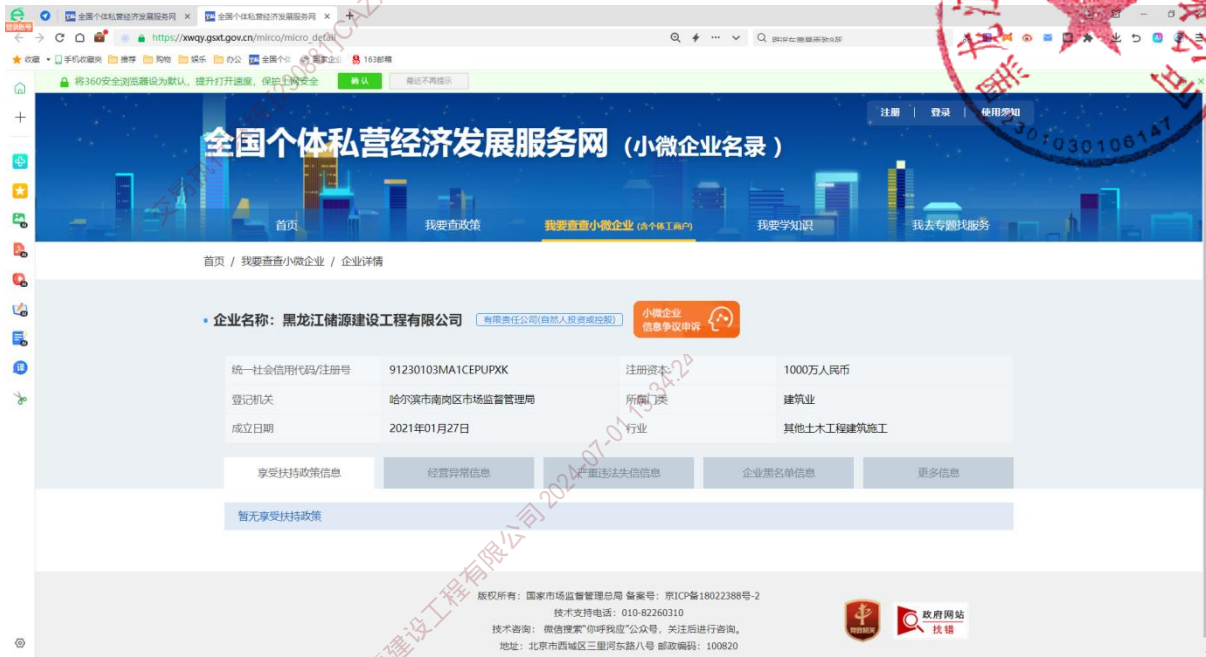 登录账号
全国个体私营经济发展服务网 × 全国个体私营经济发展服务网 × +
https://xwqy.gsxt.gov.cn/mirco/micro_detail
收藏 手机收藏夹 推荐 购物 娱乐 办公 163邮箱
将360安全浏览器设为默认，提升打开速度，保护上网安全 确认 最近不再提示
注册 | 登录 | 使用须知
全国个体私营经济发展服务网（小微企业名录）
首页 我要查政策 我要查查小微企业 (含个体工商户) 我要学知识 我去专题找服务
首页 / 我要查查小微企业 / 企业详情
• 企业名称：黑龙江储源建设工程有限公司 有限责任公司(自然人投资或控股) 小微企业
信息争议申诉
统一社会信用代码/注册号 91230103MA1CEPUPXK 注册资本: 1000万人民币
登记机关 哈尔滨市南岗区市场监督管理局 所属门类 建筑业
成立日期 2021年01月27日 行业 其他土木工程建筑施工
享受扶持政策信息 经营异常信息 严重违法失信信息 企业黑名单信息 更多信息
暂无享受扶持政策
版权所有：国家市场监督管理总局 备案号：京ICP备18022388号-2
技术支持电话：010-82260310
技术咨询：微信搜索“你呼我应”公众号，关注后进行咨询。
地址：北京市西城区三里河东路八号 邮政编码：100820
党政机关
政府网站
找错
建设工程有限公司 2024-07-01 15:34:24